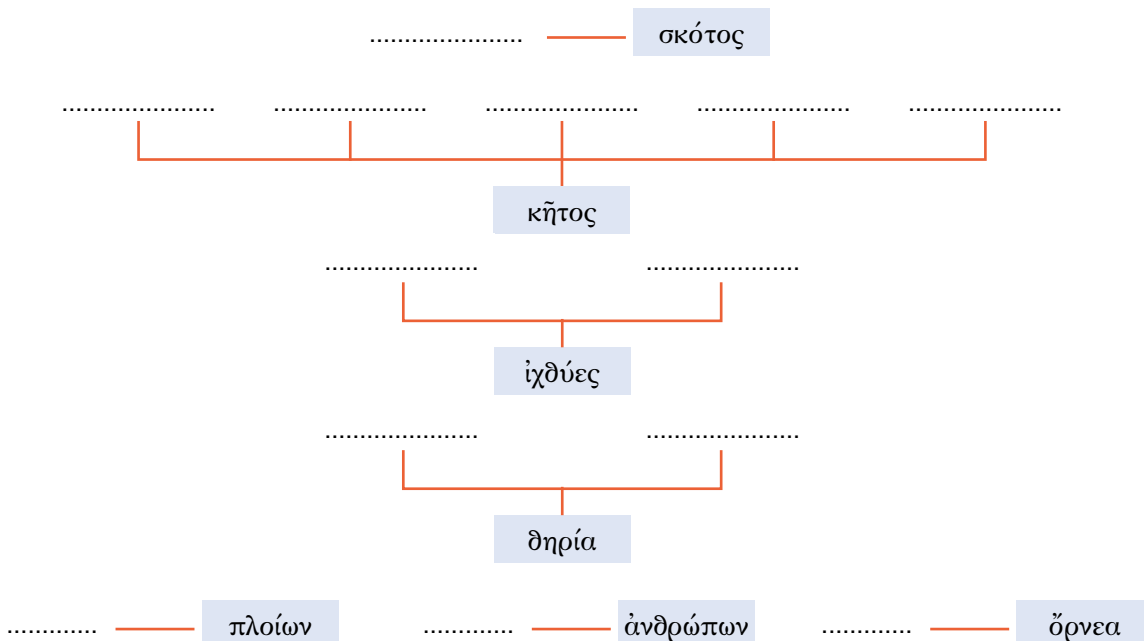 ...................... σκότος
...................... ...................... ...................... ...................... ......................
κῆτος
...................... ......................
ἰχθύες
...................... ......................
θηρία
............. πλοίων ............. ἀνθρώπων ............. ὄρνεα